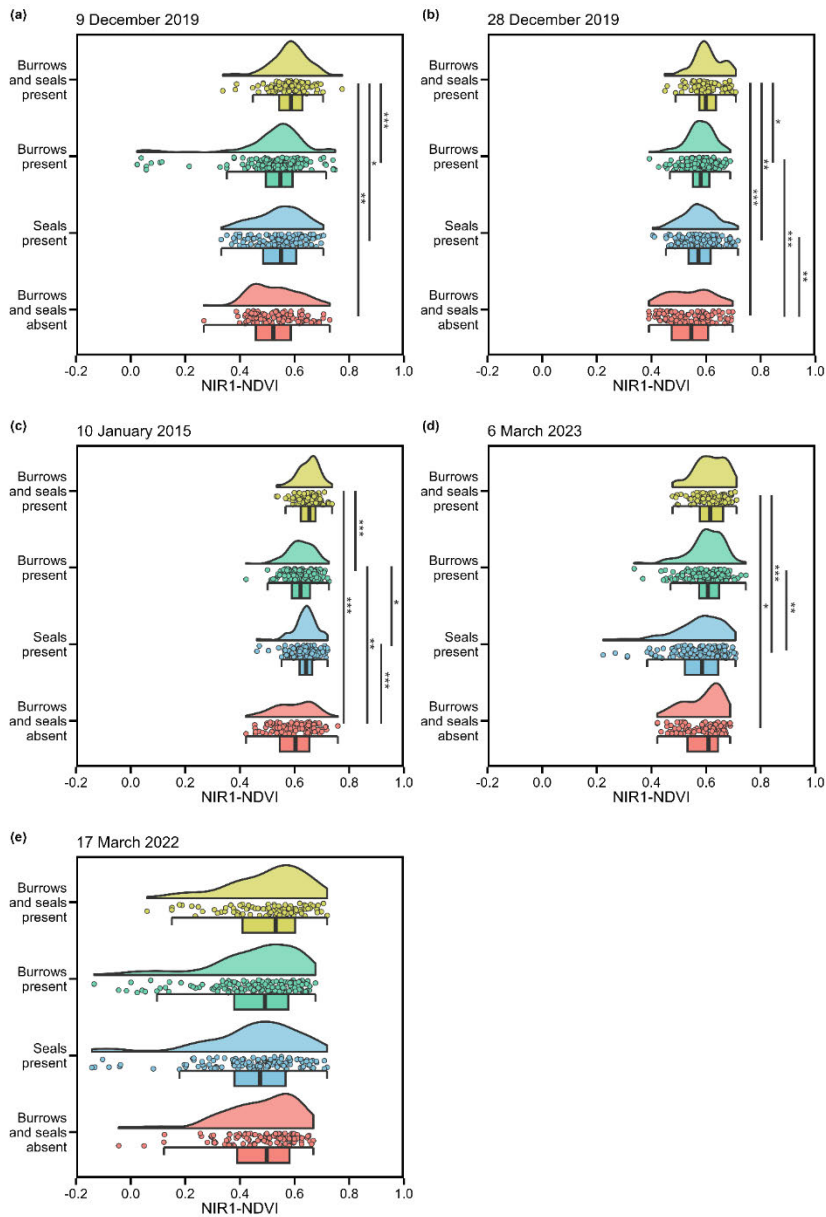 (a) 9 December 2019
Burrows
and seals
present
Burrows
present
Seals
present
Burrows
and seals
absent
***
*
**
-0.2 0.0 0.2 0.4 0.6 0.8 1.0
NIR1-NDVI
(b) 28 December 2019
Burrows
and seals
present
Burrows
present
Seals
present
Burrows
and seals
absent
*
**
***
***
**
-0.2 0.0 0.2 0.4 0.6 0.8 1.0
NIR1-NDVI
(c) 10 January 2015
Burrows
and seals
present
Burrows
present
Seals
present
Burrows
and seals
absent
***
***
*
**
***
-0.2 0.0 0.2 0.4 0.6 0.8 1.0
NIR1-NDVI
(d) 6 March 2023
Burrows
and seals
present
Burrows
present
Seals
present
Burrows
and seals
absent
***
*
**
-0.2 0.0 0.2 0.4 0.6 0.8 1.0
NIR1-NDVI
(e) 17 March 2022
Burrows
and seals
present
Burrows
present
Seals
present
Burrows
and seals
absent
-0.2 0.0 0.2 0.4 0.6 0.8 1.0
NIR1-NDVI